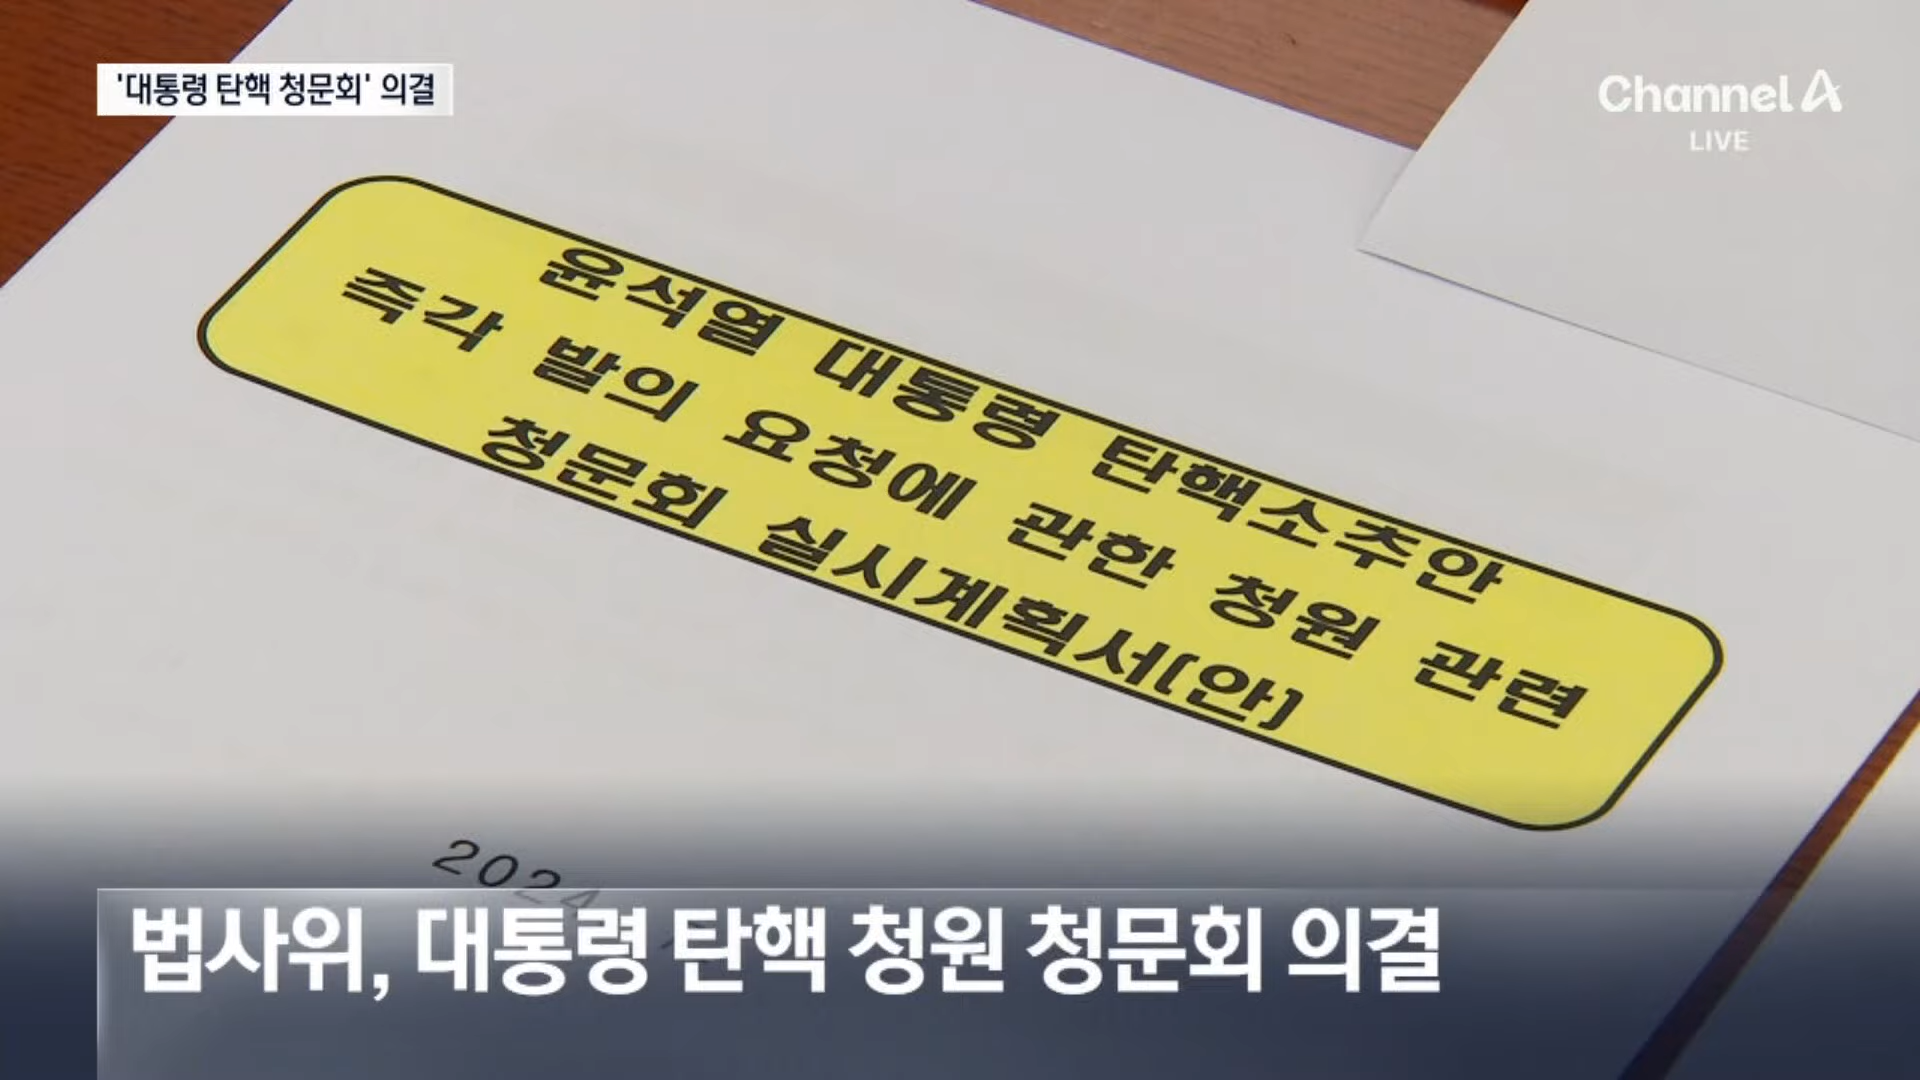 '대통령 탄핵 청문회' 의결
Channel A
LIVE
윤석열 대통령 탄핵소추안
즉각 발의 요청에 관한 청원 관련
청문회 실시계획서(안)
2024
법사위, 대통령 탄핵 청원 청문회 의결